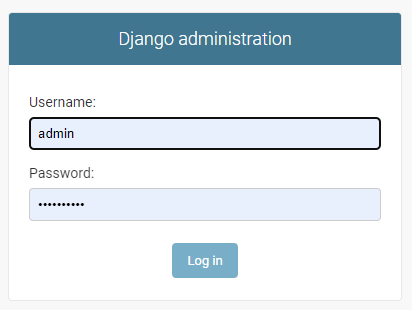 Django administration
Username:
admin
Password:
••••••••••
Log in